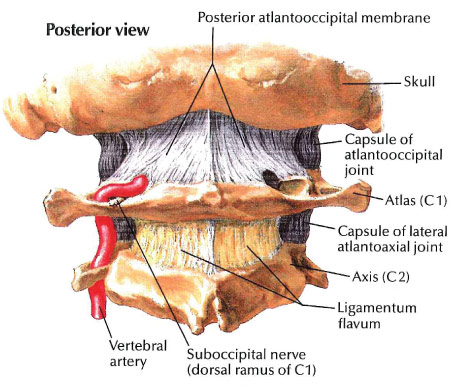 Posterior atlantooccipital membrane
Posterior view
Skull
Capsule of
atlantooccipital
joint
Atlas (C1)
Capsule of lateral
atlantoaxial joint
Axis (C2)
Ligamentum
flavum
Vertebral
artery
Suboccipital nerve
(dorsal ramus of C1)